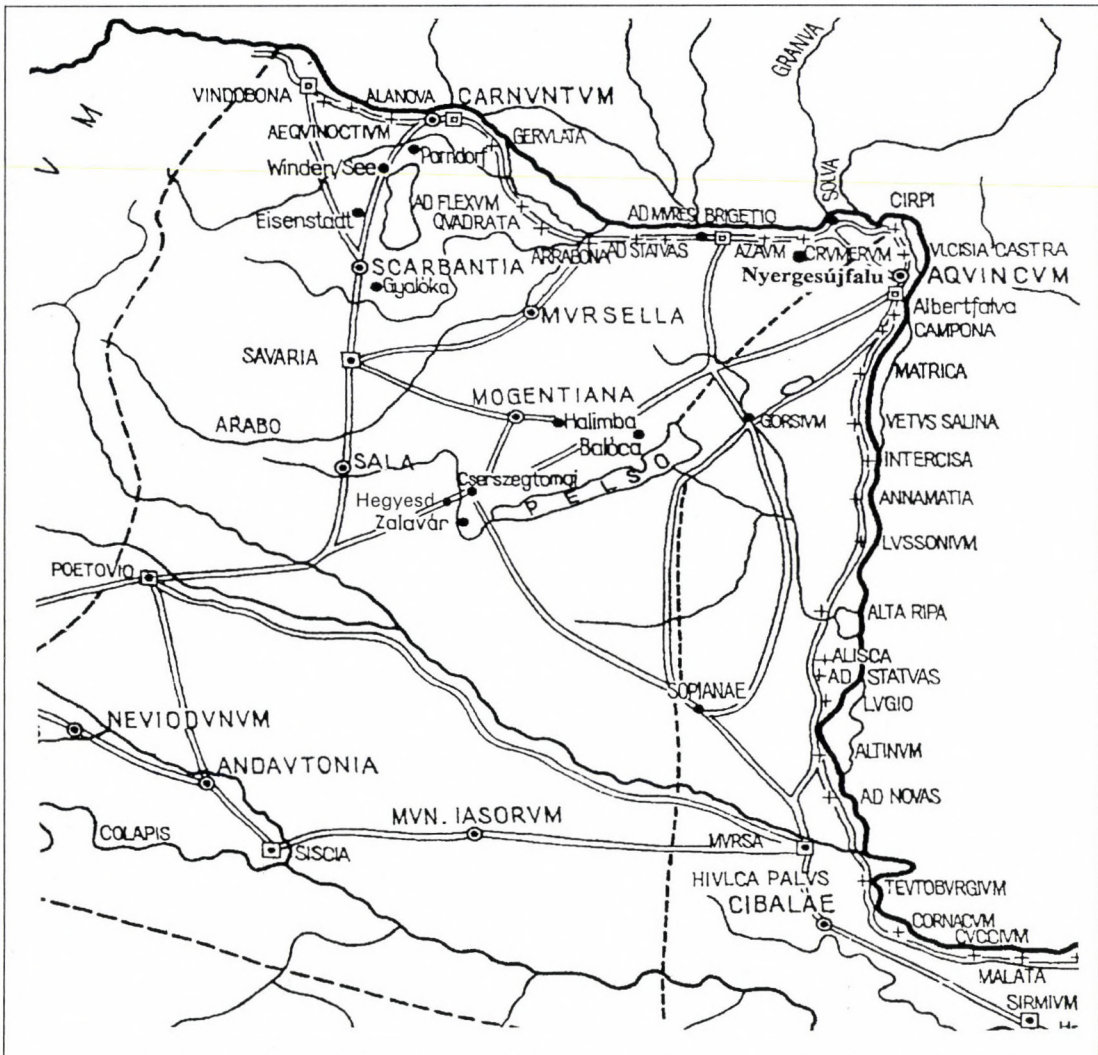 GRANVA
V M
VINDOBONA
ALANOVA
CARNVNTVM
AEQVINOCTIVM
GERVLATA
Parndorf
Winden/See
SOLVA
CIRPI
Eisenstadt
AD FLEXVM
QVADRATA
AD MVRES
BRIGETIO
ARRABONA
AD STATVAS
AZAVM
CRVMERVM
VLCISIA CASTRA
Nyergesújfalu
AQVINCVM
SCARBANTIA
Gyalóka
Albertfalva
MVRSELLA
CAMPONA
SAVARIA
MATRICA
MOGENTIANA
ARABO
Halimba
GORSIVM
VETVS SALINA
Balóca
SALA
PELSO
INTERCISA
Cserszegtomaj
Hegyesd
ANNAMATIA
Zalavár
LVSSONIVM
POETOVIO
ALTA RIPA
ALISCA
AD STATVAS
SOPIANAE
LVGIO
NEVIODVNVM
ALTINVM
ANDAVTONIA
AD NOVAS
MVN. IASORVM
COLAPIS
SISCIA
MVRSA
HIVLCA PALVS
TEVTOBVRGIVM
CIBALAE
CORNACVM
CVCCIVM
MALATA
SIRMIVM